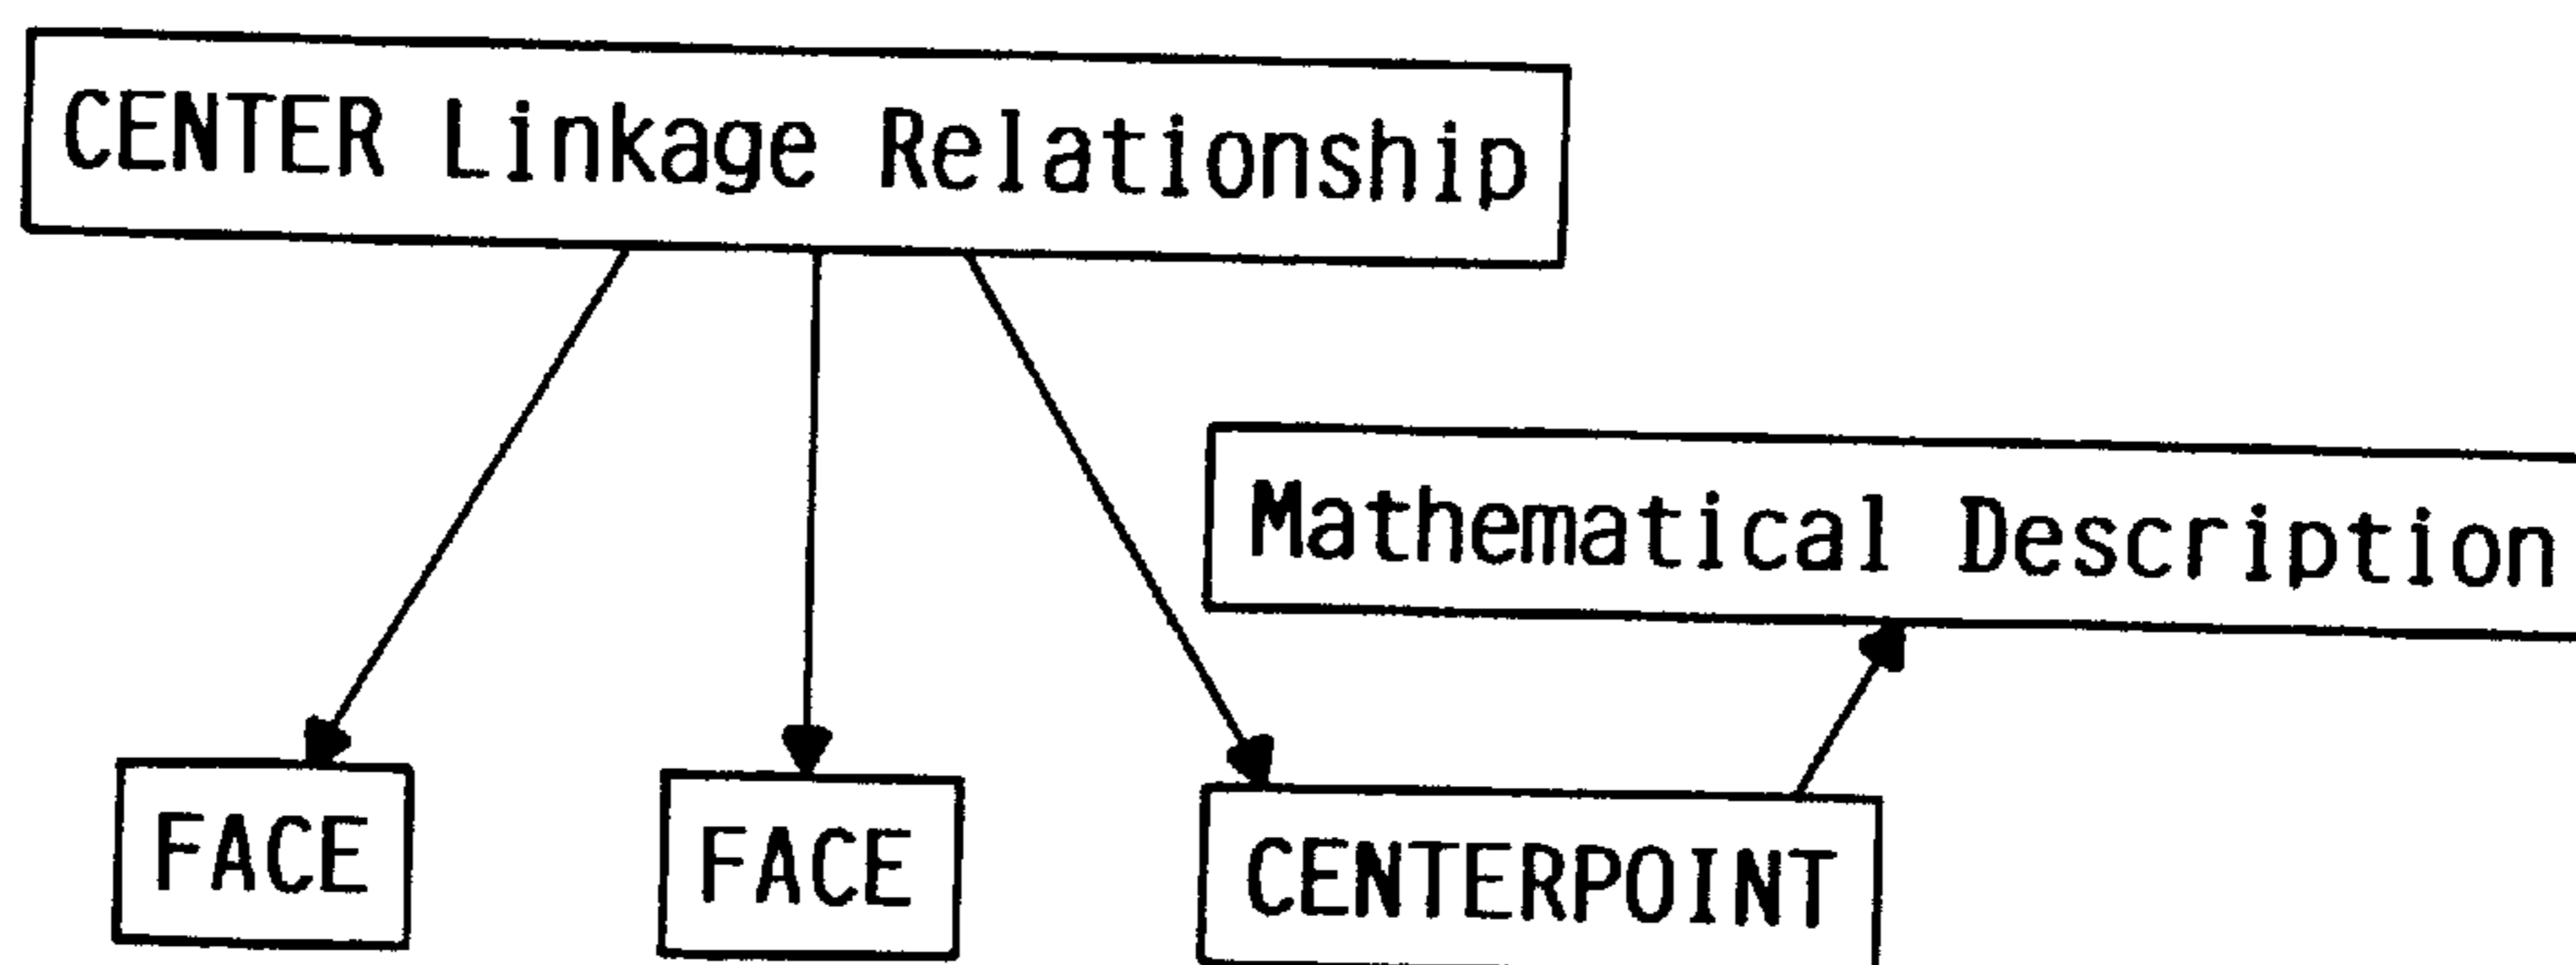 CENTER Linkage Relationship
Mathematical Description
FACE
FACE
CENTERPOINT